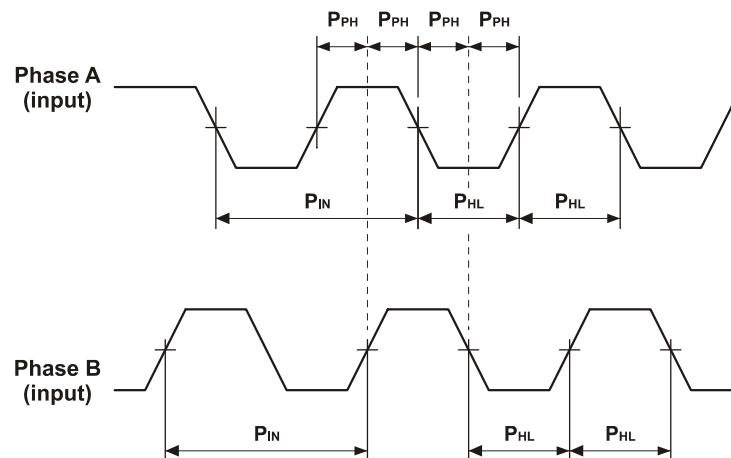 PPH PPH PPH PPH
Phase A
(input)
PIN PHL PHL
Phase B
(input)
PIN PHL PHL